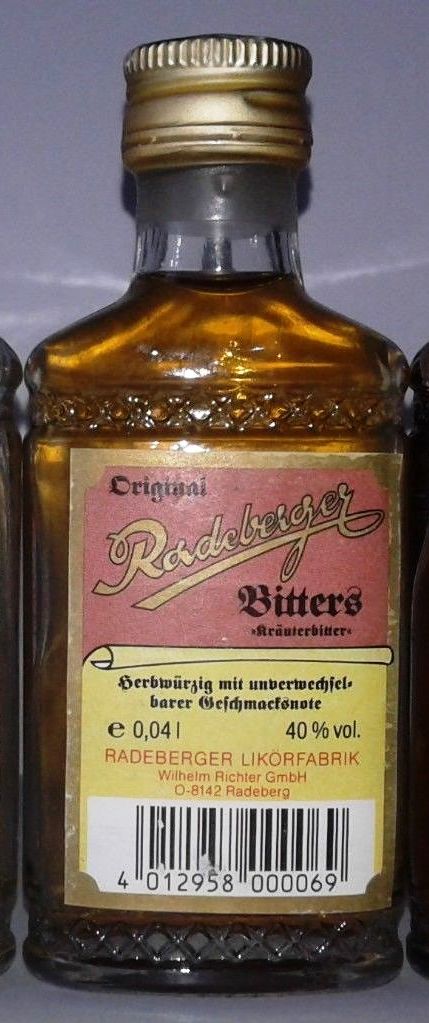 Original
Radeberger
Bitters
»Kräuterbitter«
Herbwürzig mit unverwechsel-
barer Geschmacksnote
e 0,04 l 40 % vol.
RADEBERGER LIKÖRFABRIK
Wilhelm Richter GmbH
O-8142 Radeberg
4 012958 000069